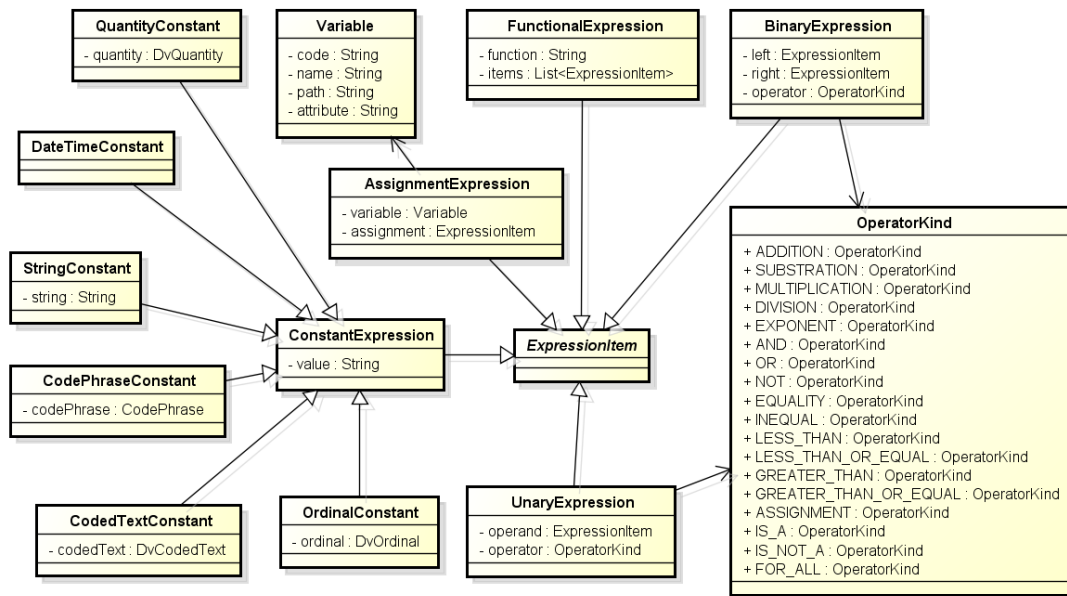 QuantityConstant
- quantity : DvQuantity
Variable
- code : String
- name : String
- path : String
- attribute : String
FunctionalExpression
- function : String
- items : List<ExpressionItem>
BinaryExpression
- left : ExpressionItem
- right : ExpressionItem
- operator : OperatorKind
DateTimeConstant
AssignmentExpression
- variable : Variable
- assignment : ExpressionItem
OperatorKind
+ ADDITION : OperatorKind
+ SUBSTRATION : OperatorKind
+ MULTIPLICATION : OperatorKind
+ DIVISION : OperatorKind
+ EXPONENT : OperatorKind
+ AND : OperatorKind
+ OR : OperatorKind
+ NOT : OperatorKind
+ EQUALITY : OperatorKind
+ INEQUAL : OperatorKind
+ LESS_THAN : OperatorKind
+ LESS_THAN_OR_EQUAL : OperatorKind
+ GREATER_THAN : OperatorKind
+ GREATER_THAN_OR_EQUAL : OperatorKind
+ ASSIGNMENT : OperatorKind
+ IS_A : OperatorKind
+ IS_NOT_A : OperatorKind
+ FOR_ALL : OperatorKind
StringConstant
- string : String
ConstantExpression
- value : String
ExpressionItem
CodePhraseConstant
- codePhrase : CodePhrase
CodedTextConstant
- codedText : DvCodedText
OrdinalConstant
- ordinal : DvOrdinal
UnaryExpression
- operand : ExpressionItem
- operator : OperatorKind